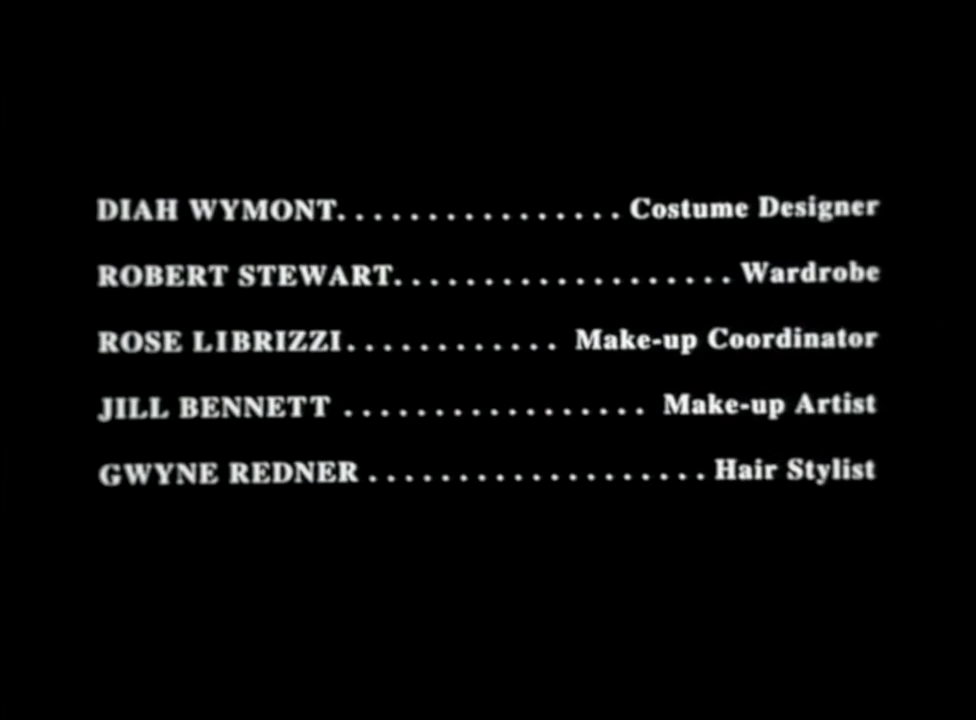 DIAH WYMONT................ Costume Designer
ROBERT STEWART................... Wardrobe
ROSE LIBRIZZI............ Make-up Coordinator
JILL BENNETT ................. Make-up Artist
GWYNE REDNER ................... Hair Stylist